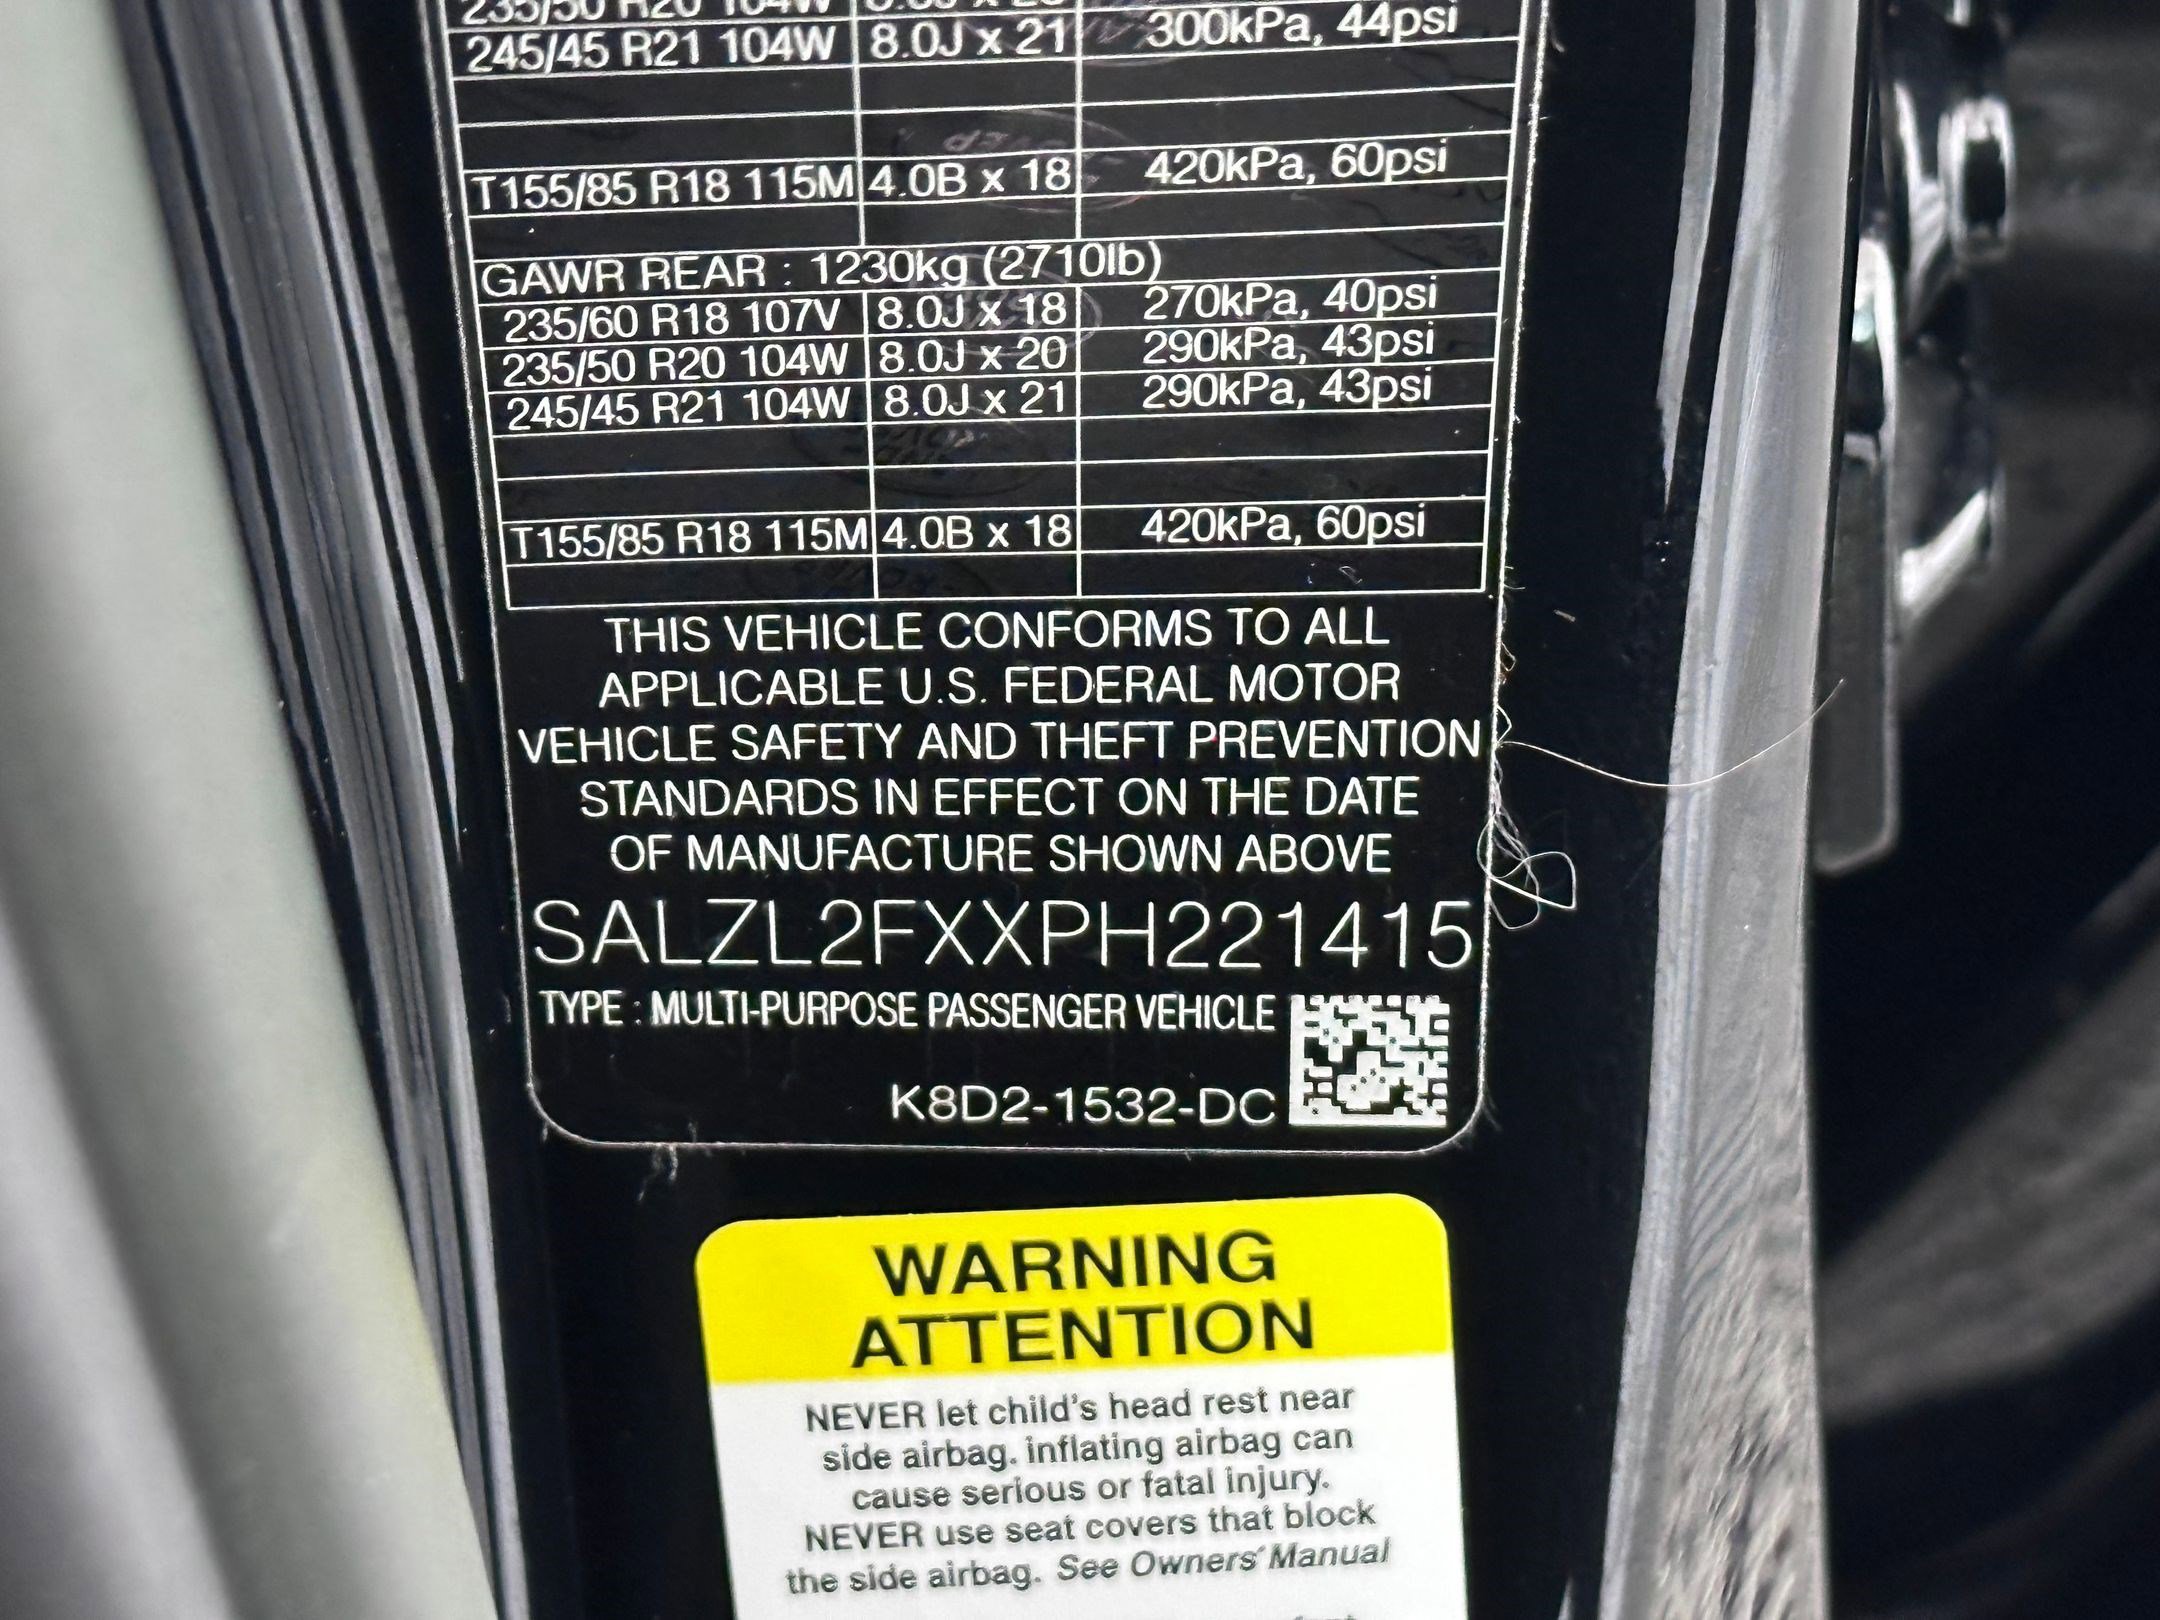 235/50 R20 104W
245/45 R21 104W 8.0J x 21 300kPa, 44psi
T155/85 R18 115M 4.0B x 18 420kPa, 60psi
GAWR REAR : 1230kg (2710lb)
235/60 R18 107V 8.0J x 18 270kPa, 40psi
235/50 R20 104W 8.0J x 20 290kPa, 43psi
245/45 R21 104W 8.0J x 21 290kPa, 43psi
T155/85 R18 115M 4.0B x 18 420kPa, 60psi
THIS VEHICLE CONFORMS TO ALL
APPLICABLE U.S. FEDERAL MOTOR
VEHICLE SAFETY AND THEFT PREVENTION
STANDARDS IN EFFECT ON THE DATE
OF MANUFACTURE SHOWN ABOVE
SALZL2FXXPH221415
TYPE : MULTI-PURPOSE PASSENGER VEHICLE
K8D2-1532-DC
WARNING
ATTENTION
NEVER let child's head rest near
side airbag. inflating airbag can
cause serious or fatal injury.
NEVER use seat covers that block
the side airbag. See Owners' Manual